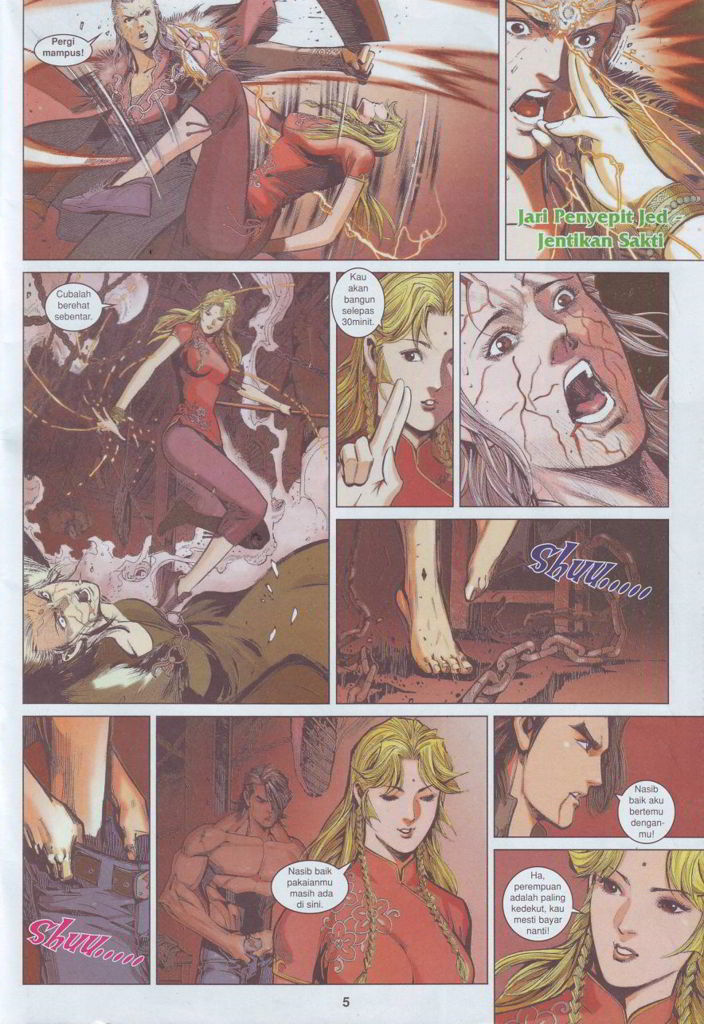 Pergi
mampus!
Jari Penyepit Jed -
Jentikan Sakti
Cubalah
berehat
sebentar.
Kau
akan
bangun
selepas
30minit.
Shuu.....
Shuu.....
Nasib baik
pakaianmu
masih ada
di sini.
Nasib
baik aku
bertemu
dengan-
mu!
Ha,
perempuan
adalah paling
kedekut, kau
mesti bayar
nanti!
5